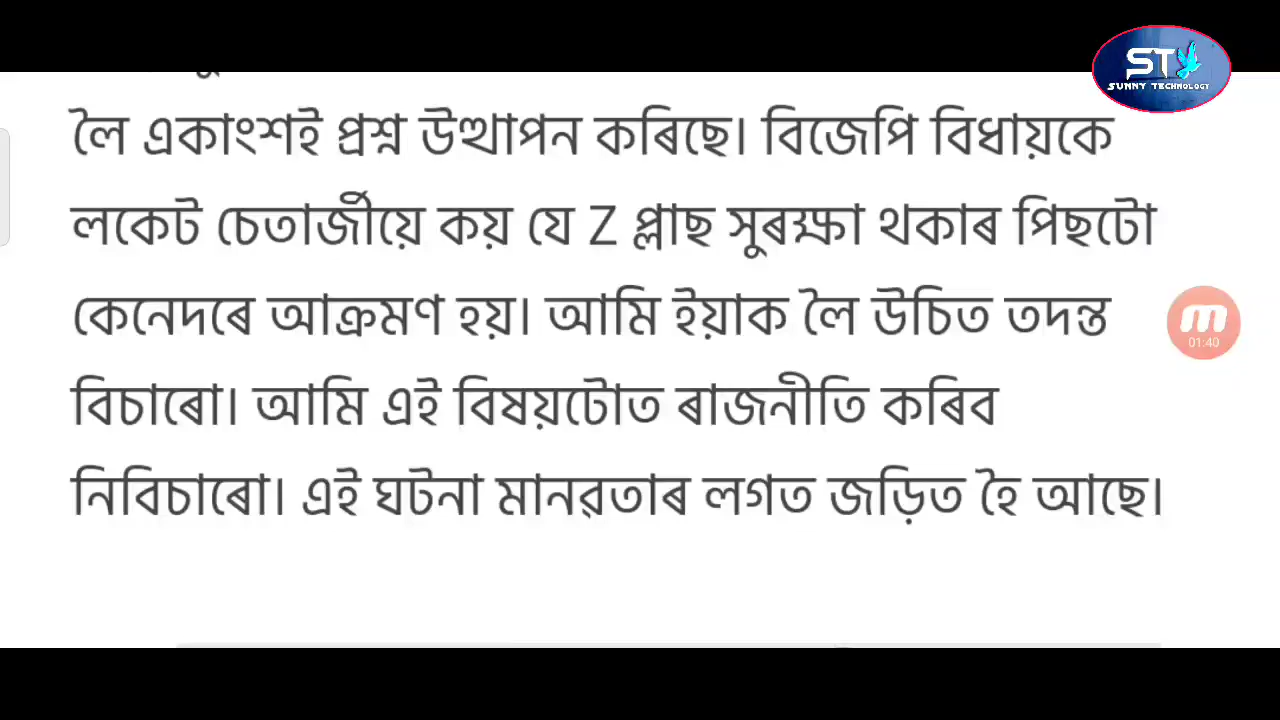 ST
SUNNY TECHNOLOGY
লৈ একাংশই প্ৰশ্ন উত্থাপন কৰিছে। বিজেপি বিধায়কে
লকেট চেতাৰ্জীয়ে কয় যে Z প্লাছ সুৰক্ষা থকাৰ পিছটো
কেনেদৰে আক্ৰমণ হয়। আমি ইয়াক লৈ উচিত তদন্ত
01:40
বিচাৰো। আমি এই বিষয়টোত ৰাজনীতি কৰিব
নিবিচাৰো। এই ঘটনা মানৱতাৰ লগত জড়িত হৈ আছে।